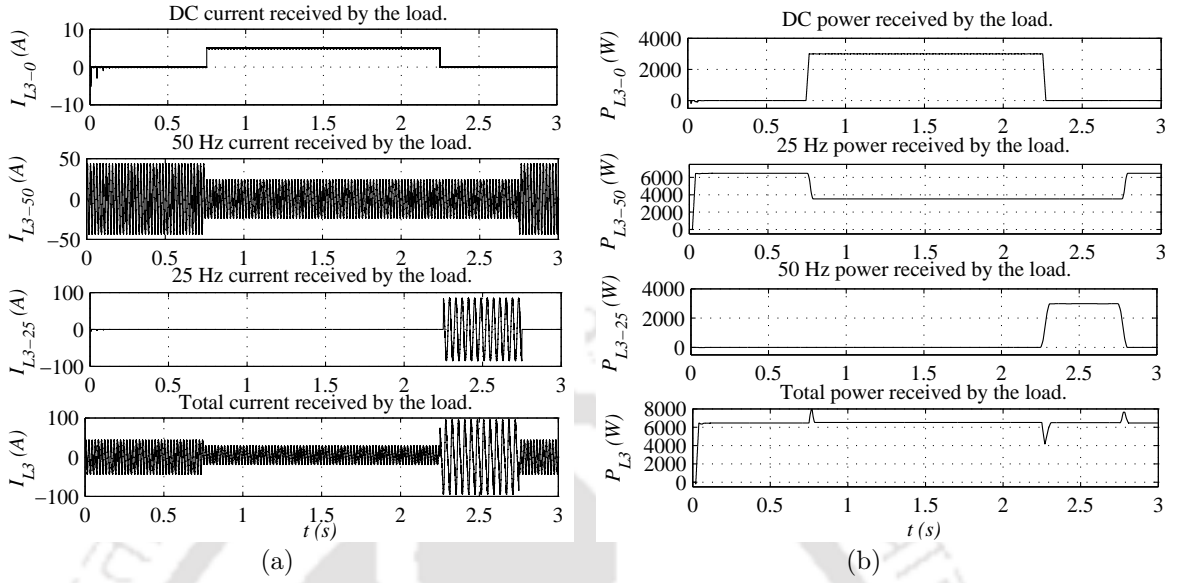 DC current received by the load.
I_{L3−0} (A)
10
0
−10
0 0.5 1 1.5 2 2.5 3
50 Hz current received by the load.
I_{L3−50} (A)
50
0
−50
0 0.5 1 1.5 2 2.5 3
25 Hz current received by the load.
I_{L3−25} (A)
100
0
−100
0 0.5 1 1.5 2 2.5 3
Total current received by the load.
I_{L3} (A)
100
0
−100
0 0.5 1 1.5 2 2.5 3
t (s)
(a)
DC power received by the load.
P_{L3−0} (W)
4000
2000
0
0 0.5 1 1.5 2 2.5 3
25 Hz power received by the load.
P_{L3−50} (W)
6000
4000
2000
0
0 0.5 1 1.5 2 2.5 3
50 Hz power received by the load.
P_{L3−25} (W)
4000
2000
0
0 0.5 1 1.5 2 2.5 3
Total power received by the load.
P_{L3} (W)
8000
6000
4000
2000
0
0 0.5 1 1.5 2 2.5 3
t (s)
(b)